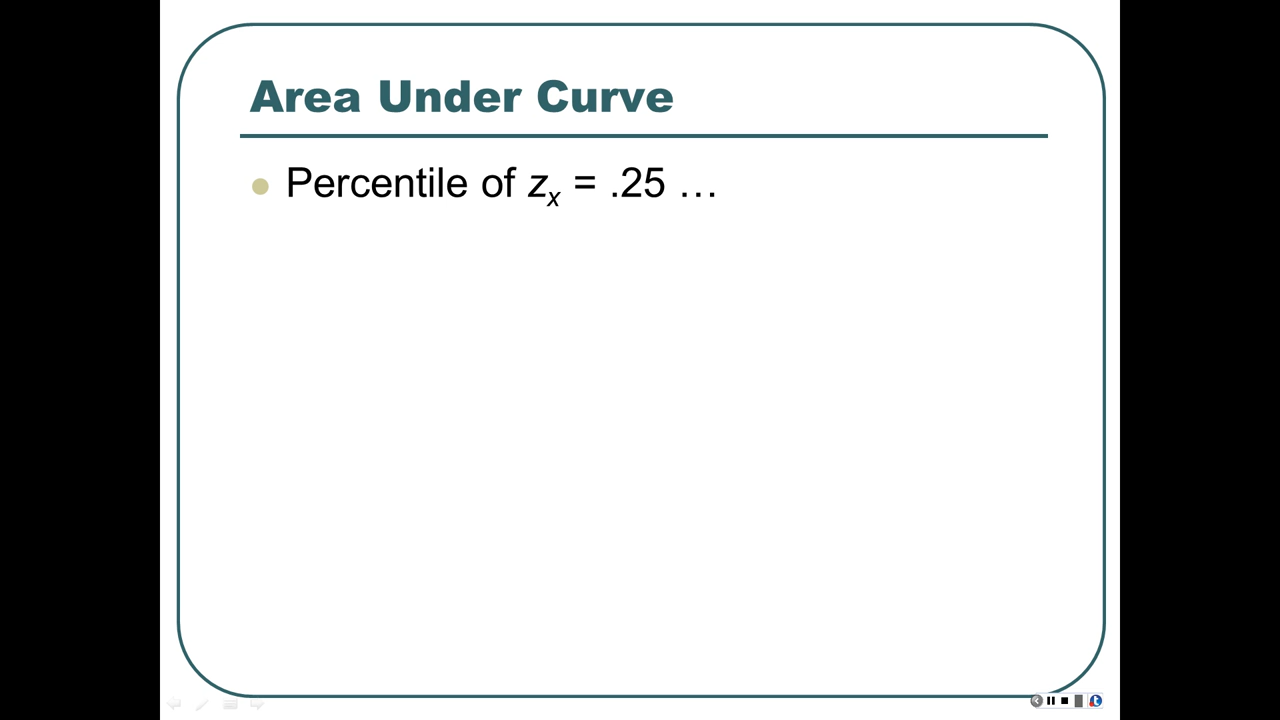 Area Under Curve
Percentile of zx = .25 …